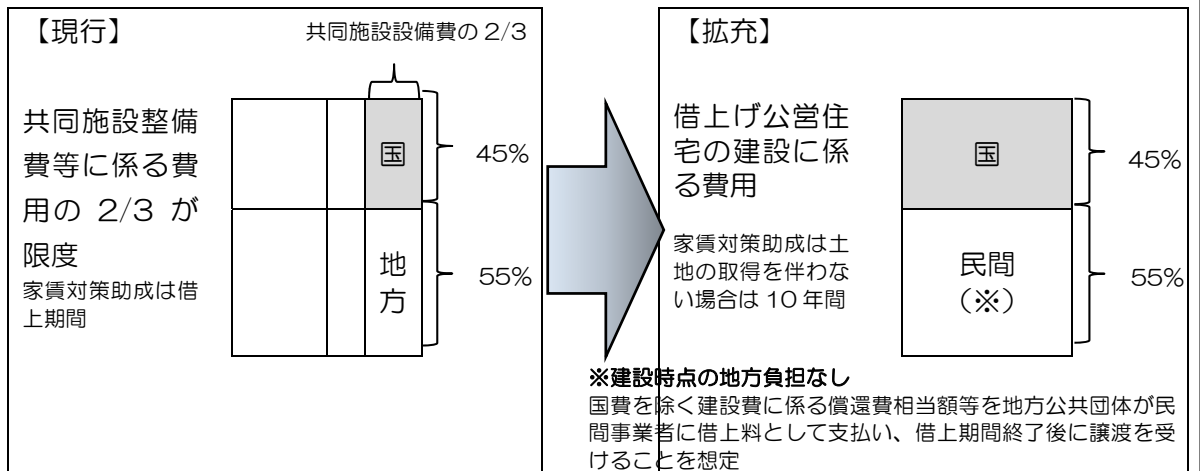 【現行】
共同施設設備費の 2/3
共同施設整備
費等に係る費
用の 2/3 が
限度
家賃対策助成は借
上期間
国
45%
地
方
55%
【拡充】
借上げ公営住
宅の建設に係
る費用
家賃対策助成は土
地の取得を伴わな
い場合は 10 年間
国
45%
民間
(※)
55%
※建設時点の地方負担なし
国費を除く建設費に係る償還費相当額等を地方公共団体が民
間事業者に借上料として支払い、借上期間終了後に譲渡を受
けることを想定